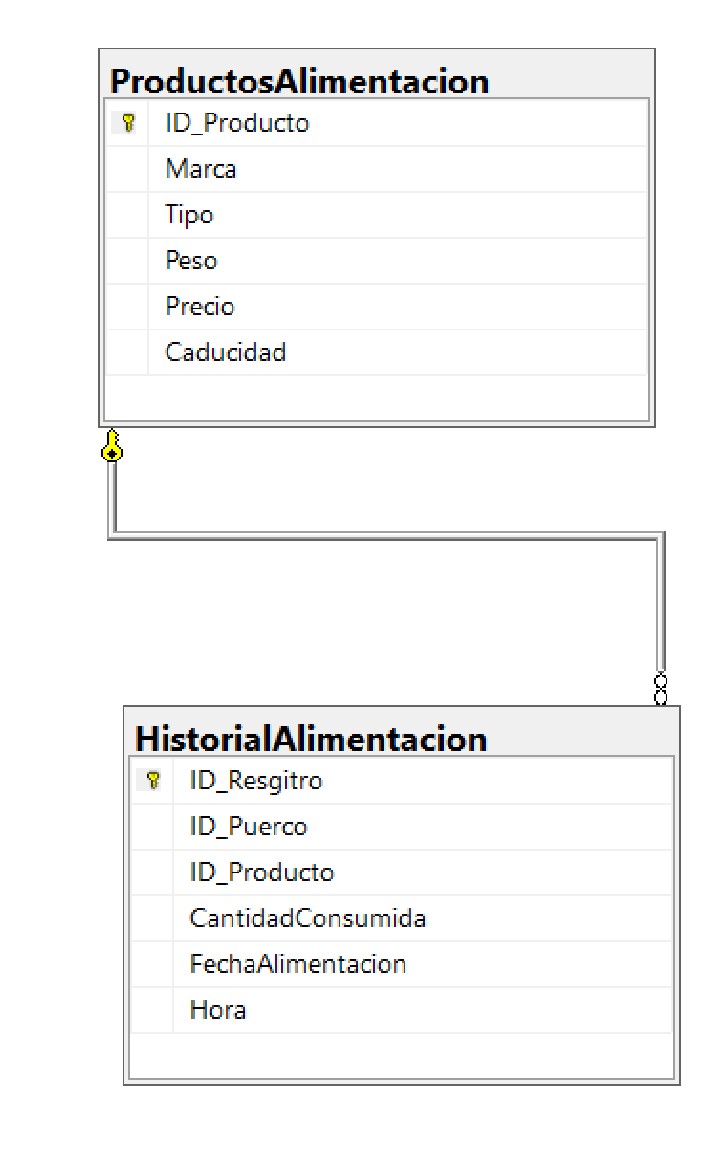 ProductosAlimentacion
ID_Producto
Marca
Tipo
Peso
Precio
Caducidad
HistorialAlimentacion
ID_Resgitro
ID_Puerco
ID_Producto
CantidadConsumida
FechaAlimentacion
Hora